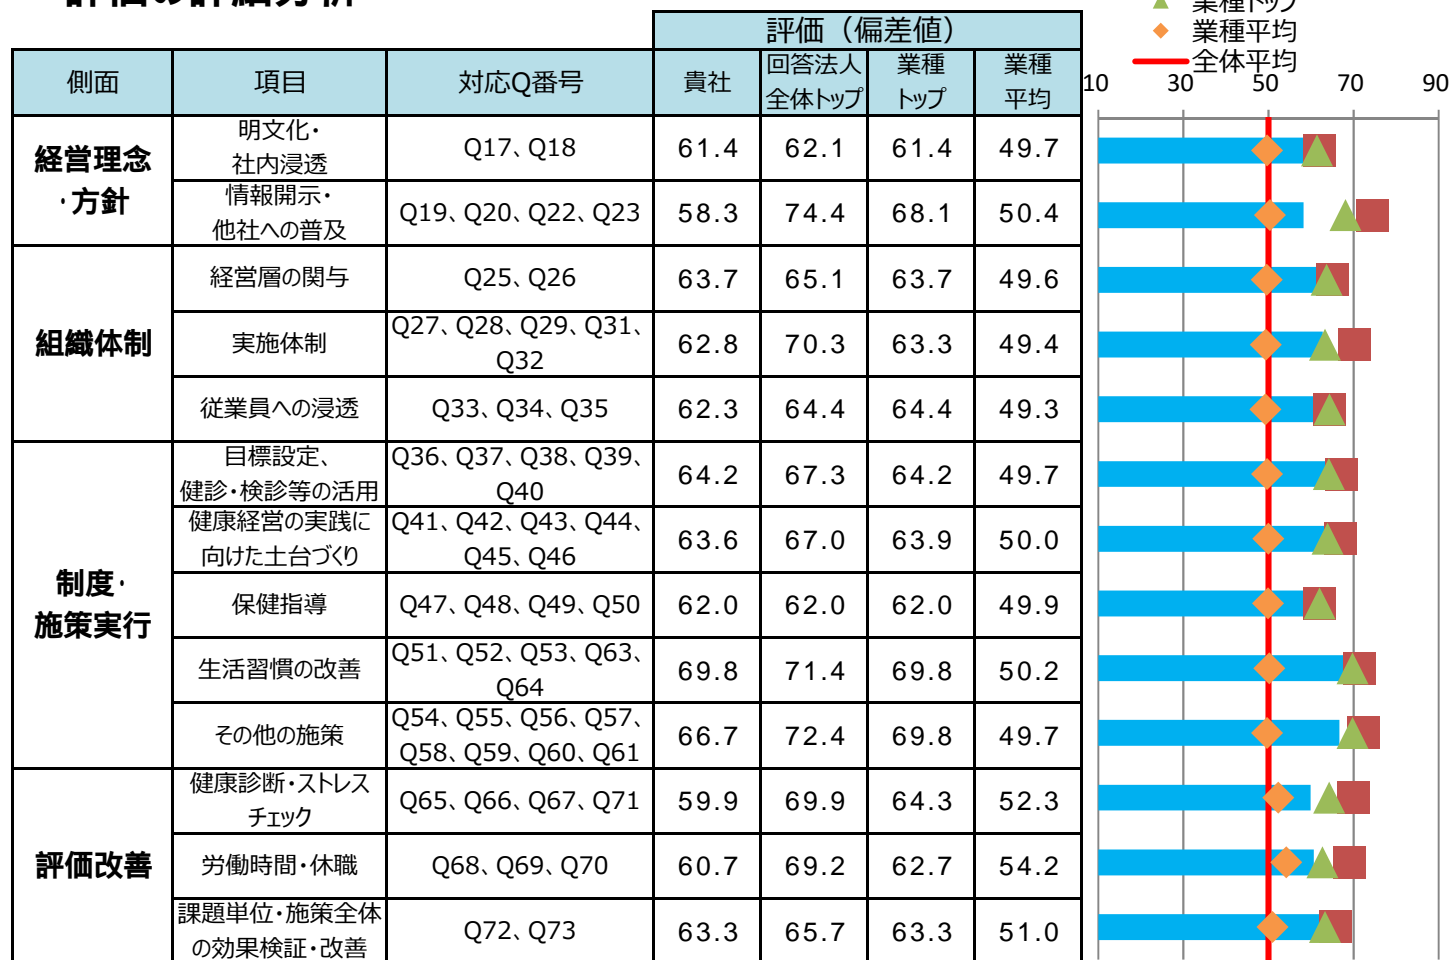 評価の詳細分析
業種トップ
業種平均
全体平均
評価（偏差値）
側面 項目 対応Q番号 貴社 回答法人全体トップ 業種トップ 業種平均
10 30 50 70 90
経営理念・方針
明文化・社内浸透 Q17、Q18 61.4 62.1 61.4 49.7
情報開示・他社への普及 Q19、Q20、Q22、Q23 58.3 74.4 68.1 50.4
組織体制
経営層の関与 Q25、Q26 63.7 65.1 63.7 49.6
実施体制 Q27、Q28、Q29、Q31、Q32 62.8 70.3 63.3 49.4
従業員への浸透 Q33、Q34、Q35 62.3 64.4 64.4 49.3
制度・施策実行
目標設定、健診・検診等の活用 Q36、Q37、Q38、Q39、Q40 64.2 67.3 64.2 49.7
健康経営の実践に向けた土台づくり Q41、Q42、Q43、Q44、Q45、Q46 63.6 67.0 63.9 50.0
保健指導 Q47、Q48、Q49、Q50 62.0 62.0 62.0 49.9
生活習慣の改善 Q51、Q52、Q53、Q63、Q64 69.8 71.4 69.8 50.2
その他の施策 Q54、Q55、Q56、Q57、Q58、Q59、Q60、Q61 66.7 72.4 69.8 49.7
評価改善
健康診断・ストレスチェック Q65、Q66、Q67、Q71 59.9 69.9 64.3 52.3
労働時間・休職 Q68、Q69、Q70 60.7 69.2 62.7 54.2
課題単位・施策全体の効果検証・改善 Q72、Q73 63.3 65.7 63.3 51.0